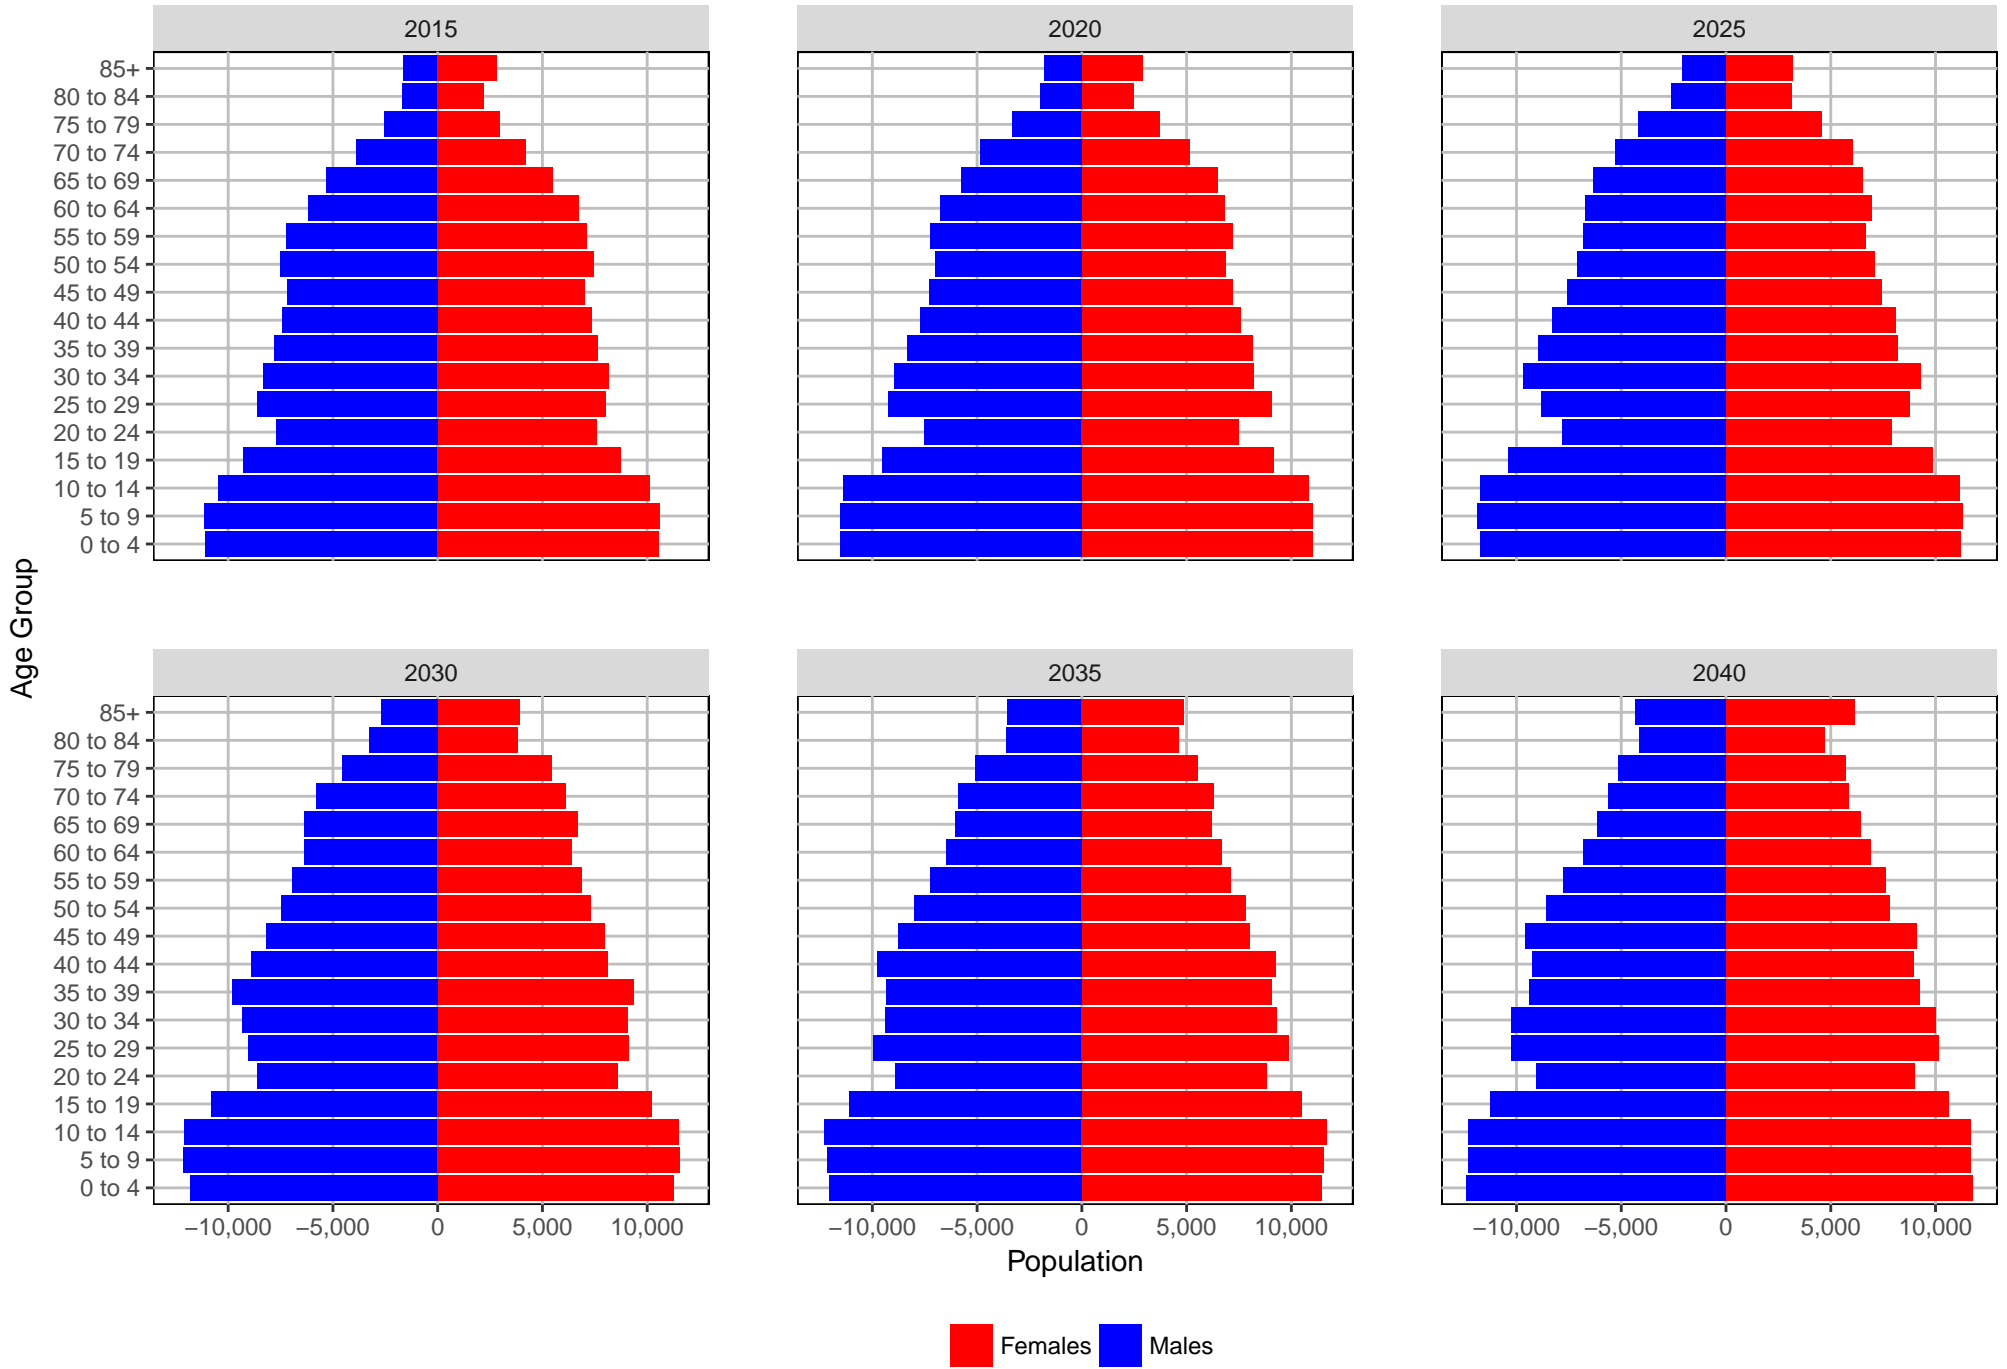 2015
2020
2025
85+
80 to 84
75 to 79
70 to 74
65 to 69
60 to 64
55 to 59
50 to 54
45 to 49
40 to 44
35 to 39
30 to 34
25 to 29
20 to 24
15 to 19
10 to 14
5 to 9
0 to 4
Age Group
2030
2035
2040
85+
80 to 84
75 to 79
70 to 74
65 to 69
60 to 64
55 to 59
50 to 54
45 to 49
40 to 44
35 to 39
30 to 34
25 to 29
20 to 24
15 to 19
10 to 14
5 to 9
0 to 4
−10,000 −5,000 0 5,000 10,000
−10,000 −5,000 0 5,000 10,000
−10,000 −5,000 0 5,000 10,000
Population
Females Males